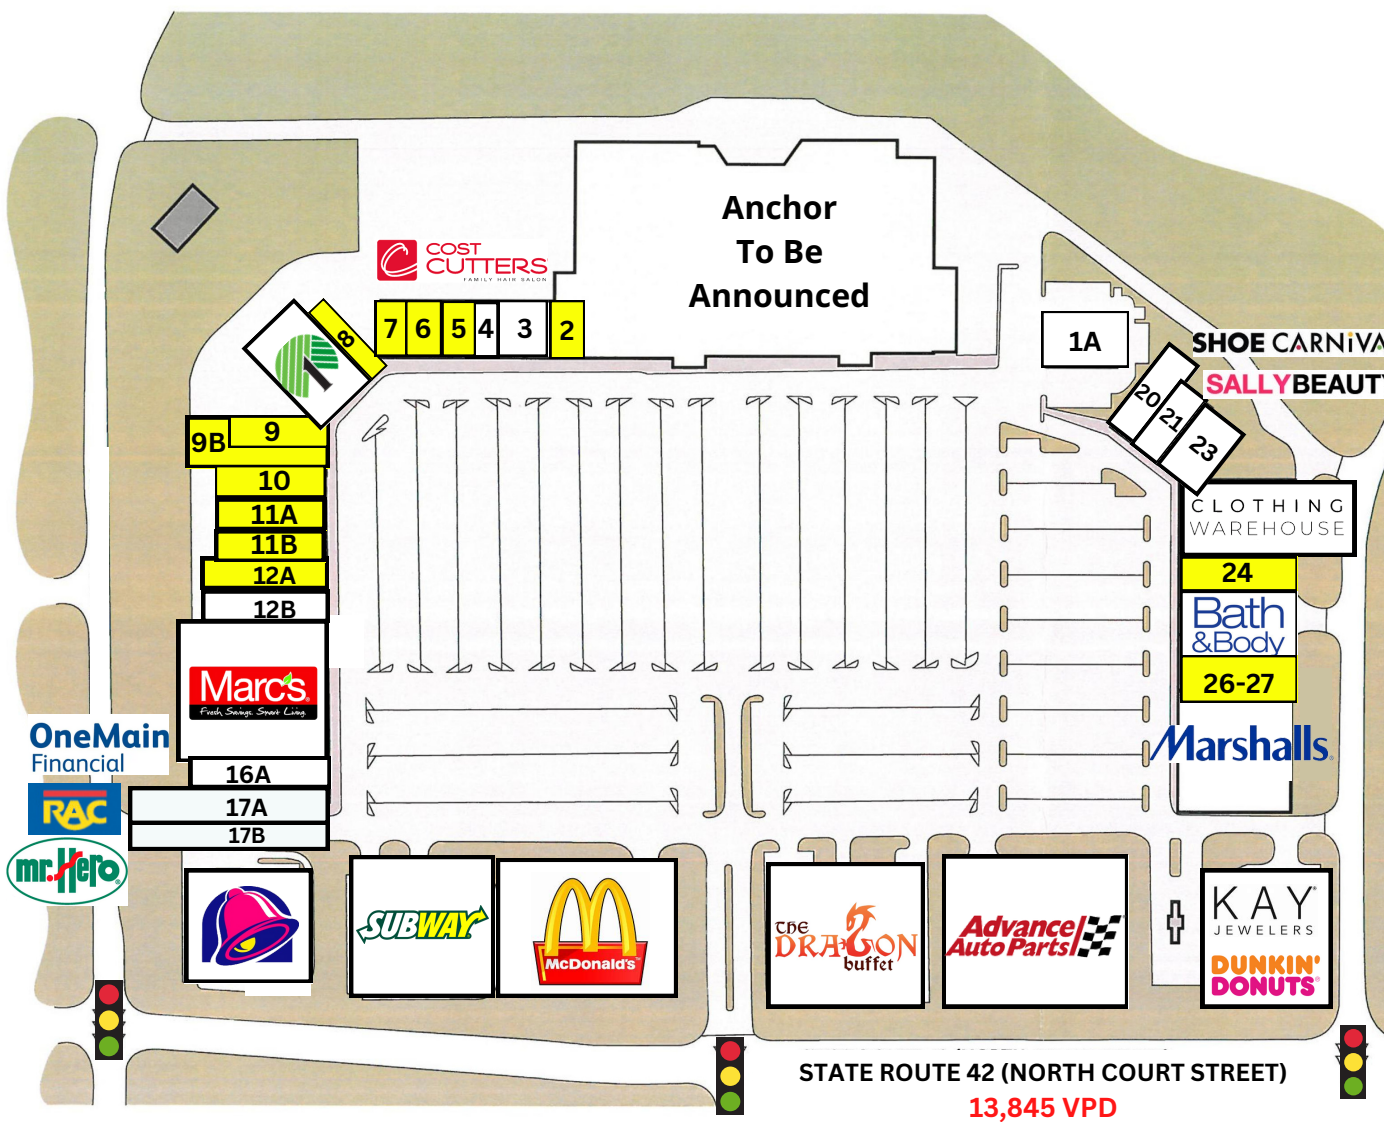 Anchor
To Be
Announced
COST
CUTTERS
FAMILY HAIR SALON
7
6
5
4
3
2
8
1A
SHOE CARNiVA
SALLYBEAUTY
20
21
23
9B
9
10
11A
11B
12A
12B
CLOTHING
WAREHOUSE
24
Bath
&Body
26-27
Marshalls
Marc's
Fresh Savings. Smart Living.
OneMain
Financial
16A
RAC
17A
17B
mr.Hero
SUBWAY
McDonald's
THE
DRAGON
buffet
Advance
Auto Parts
KAY
JEWELERS
DUNKIN'
DONUTS
STATE ROUTE 42 (NORTH COURT STREET)
13,845 VPD